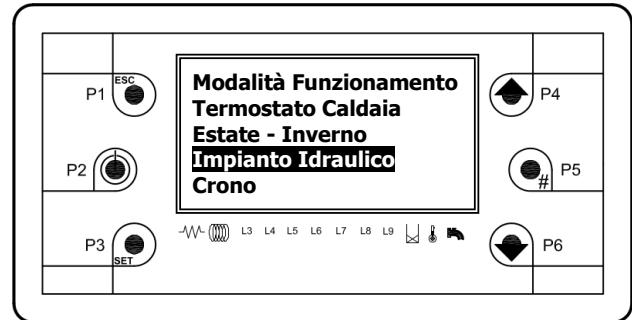 ESC
P1
P2
P3
SET
Modalità Funzionamento
Termostato Caldaia
Estate - Inverno
Impianto Idraulico
Crono
L3 L4 L5 L6 L7 L8 L9
P4
P5
#
P6